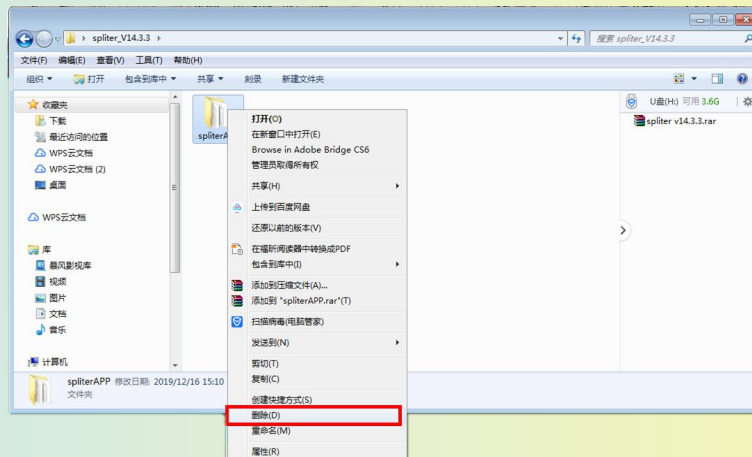 spliter_V14.3.3
搜索 spliter_V14.3.3
文件(F) 编辑(E) 查看(V) 工具(T) 帮助(H)
组织 打开 包含到库中 共享 刻录 新建文件夹
收藏夹
下载
最近访问的位置
WPS云文档
WPS云文档 (2)
桌面
WPS云文档
库
暴风影视库
视频
图片
文档
音乐
计算机
spliterA
打开(O)
在新窗口中打开(E)
Browse in Adobe Bridge CS6
管理员取得所有权
共享(H)
上传到百度网盘
还原以前的版本(V)
在福昕阅读器中转换成PDF
包含到库中(I)
添加到压缩文件(A)...
添加到 "spliterAPP.rar"(T)
扫描病毒(电脑管家)
发送到(N)
剪切(T)
复制(C)
创建快捷方式(S)
删除(D)
重命名(M)
属性(R)
U盘(H:) 可用 3.6G
spliter v14.3.3.rar
spliterAPP 修改日期: 2019/12/16 15:10
文件夹